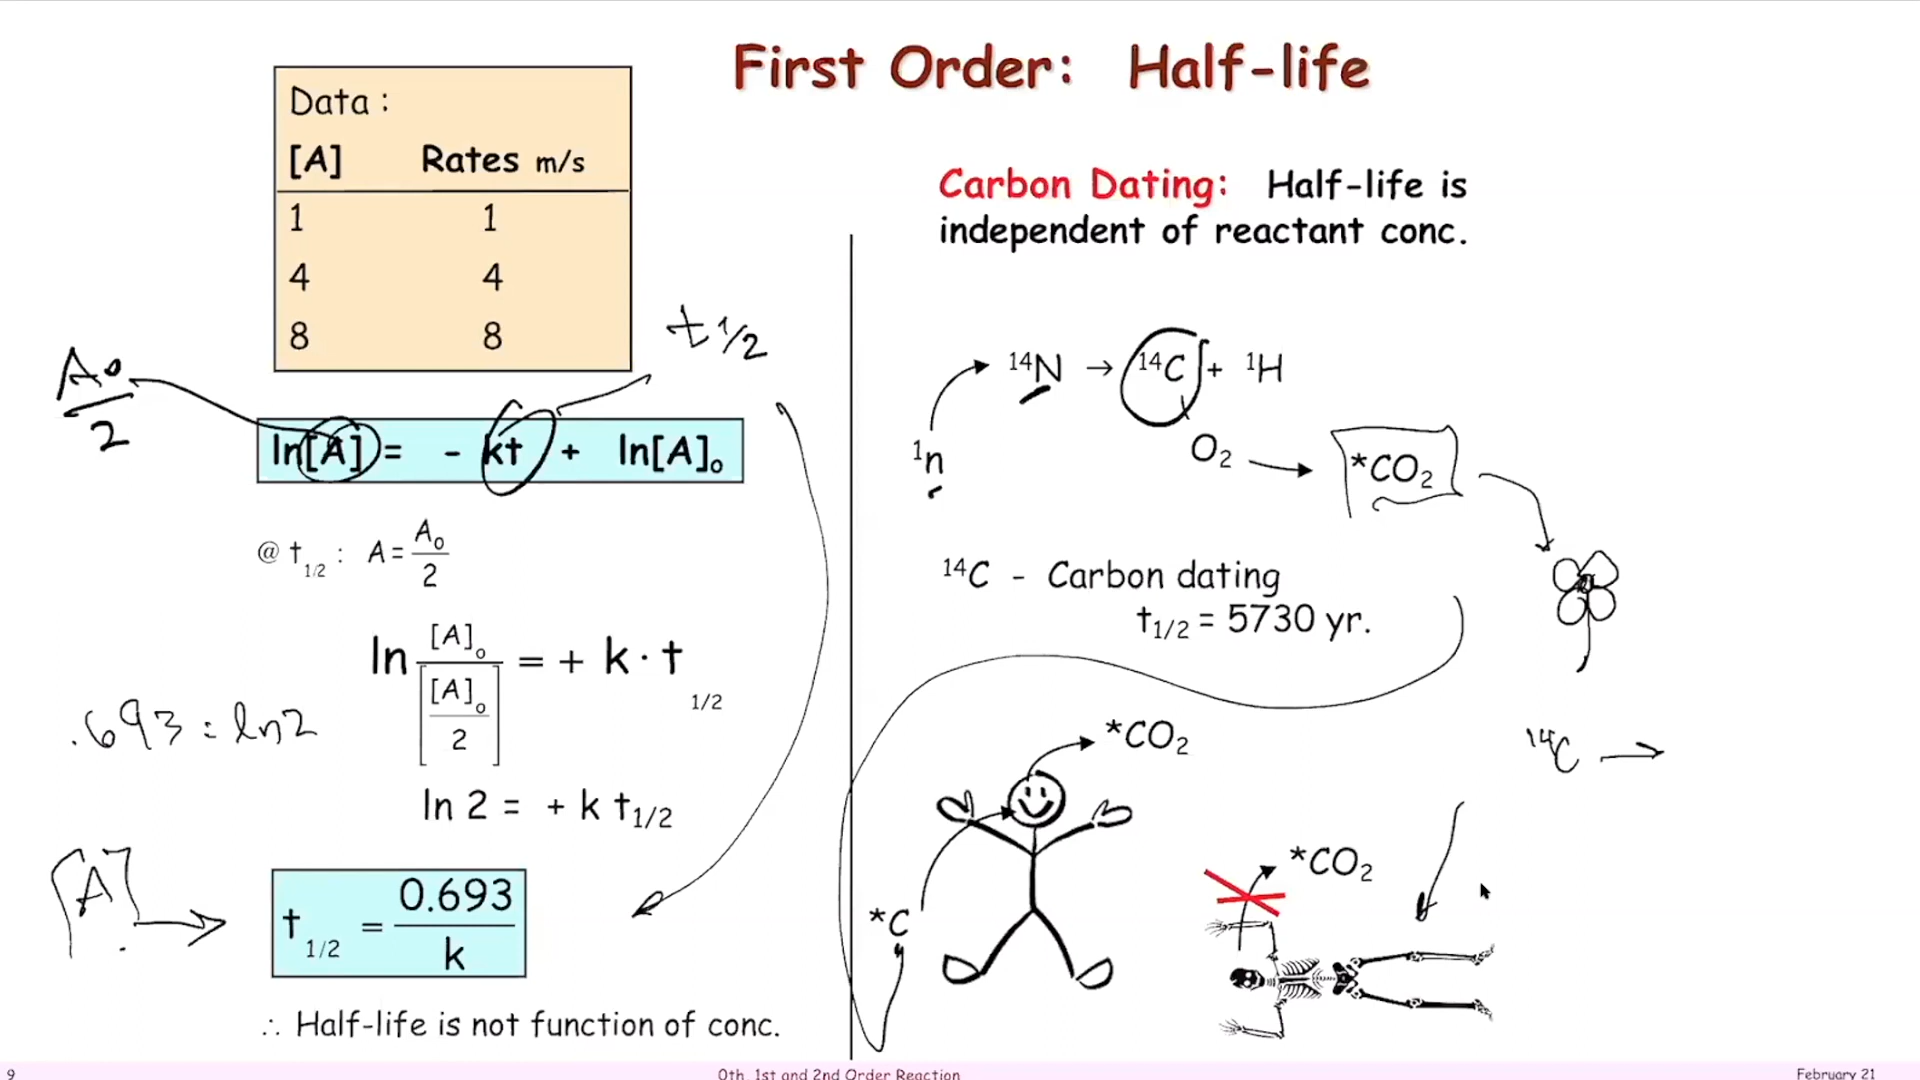 First Order: Half-life
Data :
[A] Rates m/s
1 1
4 4
8 8
t 1/2
A₀
2
ln[A] = - kt + ln[A]₀
@ t 1/2 : A = A₀
2
ln [A]₀ = + k · t 1/2
[A]₀
2
.693 = ln2
ln 2 = + k t1/2
[A]
t 1/2 = 0.693
k
∴ Half-life is not function of conc.
Carbon Dating: Half-life is
independent of reactant conc.
¹⁴N → ¹⁴C + ¹H
¹n
O₂
*CO₂
¹⁴C - Carbon dating
t1/2 = 5730 yr.
*CO₂
¹⁴C →
*CO₂
*C
9
0th, 1st and 2nd Order Reaction
February 21